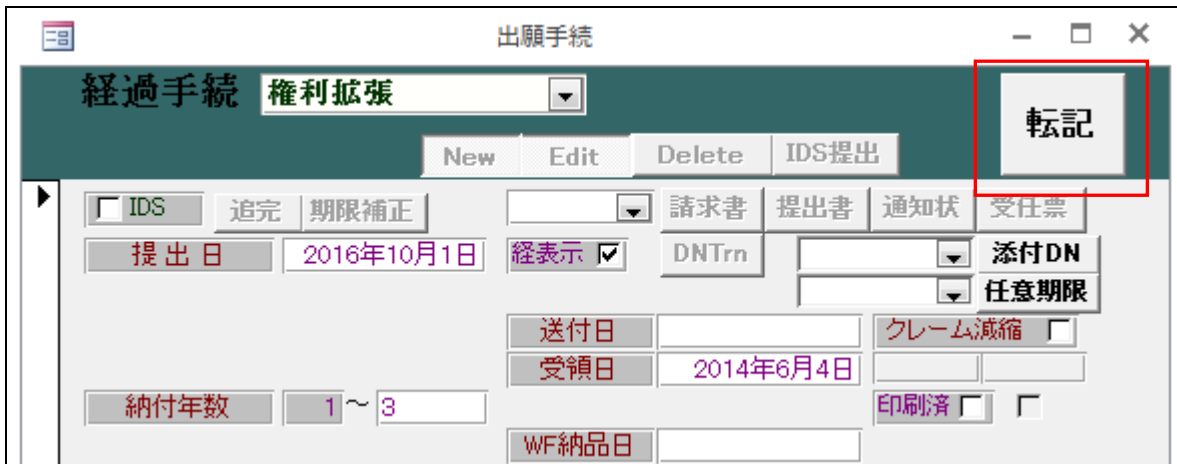 出願手続
経過手続 権利拡張
転記
New Edit Delete IDS提出
IDS 追完 期限補正 請求書 提出書 通知状 受任票
提出日 2016年10月1日 経表示 DNTrn 添付DN
任意期限
送付日 クレーム減縮
受領日 2014年6月4日
納付年数 1～3 印刷済
WF納品日